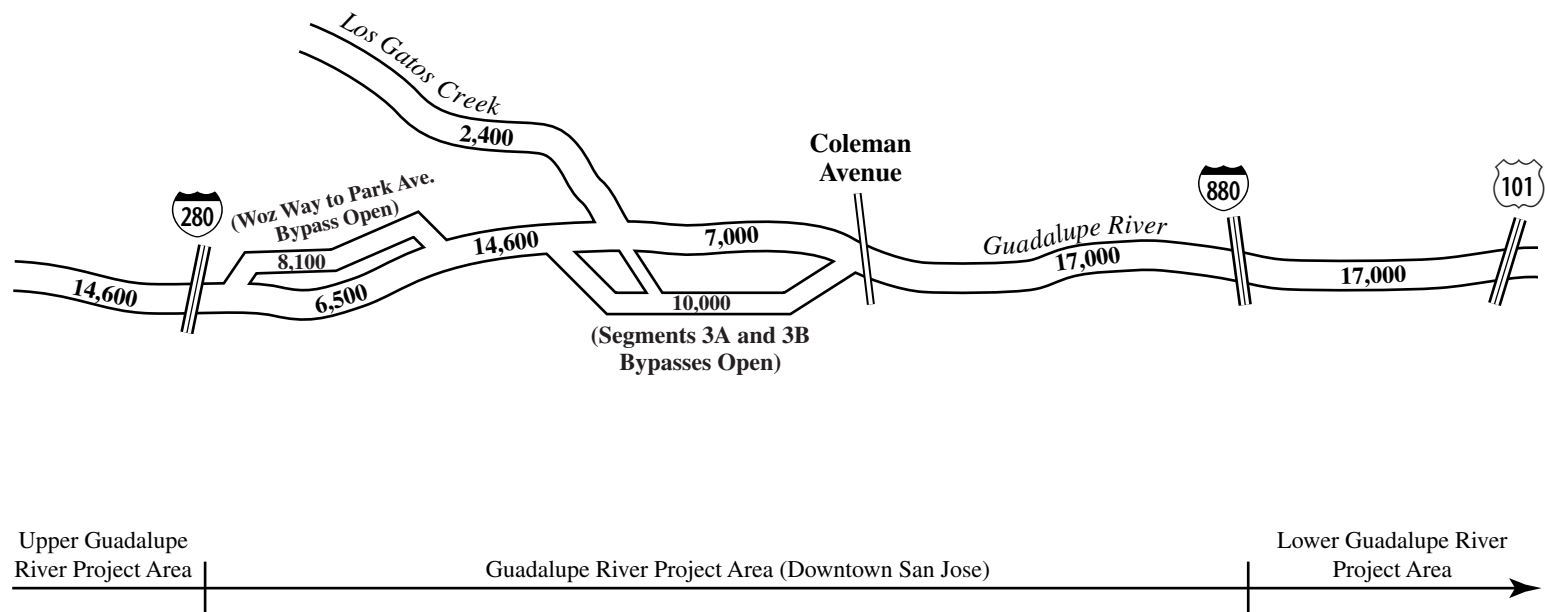 Los Gatos Creek
2,400
Coleman
Avenue
280
(Woz Way to Park Ave.
Bypass Open)
8,100
14,600
6,500
14,600
7,000
10,000
(Segments 3A and 3B
Bypasses Open)
Guadalupe River
17,000
880
17,000
101
Upper Guadalupe
River Project Area
Guadalupe River Project Area (Downtown San Jose)
Lower Guadalupe River
Project Area